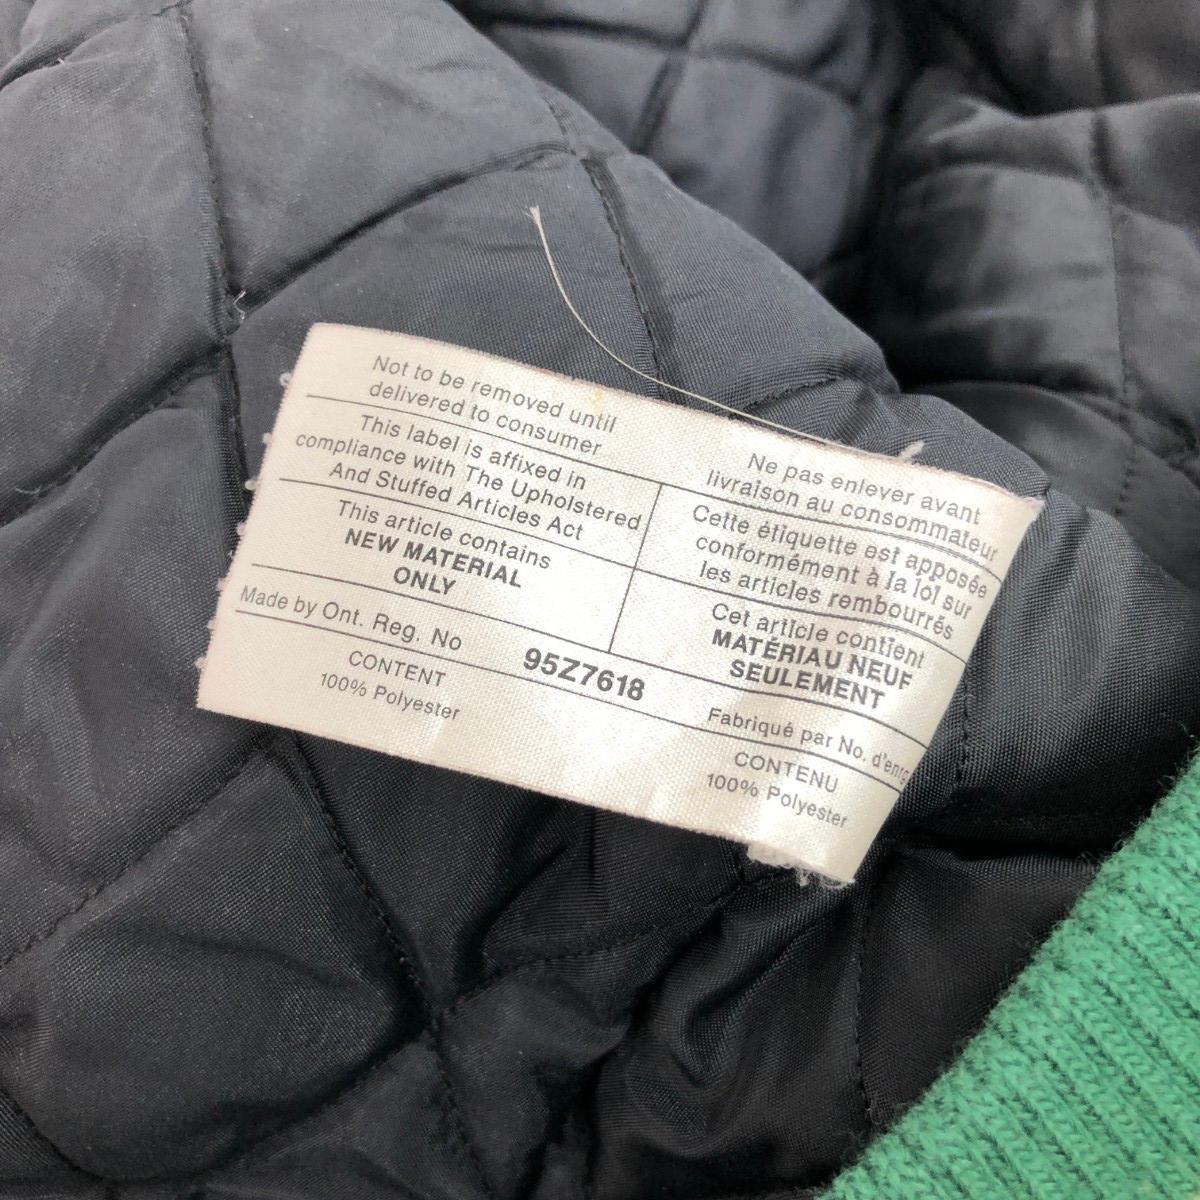 Not to be removed until
delivered to consumer
This label is affixed in
compliance with The Upholstered
And Stuffed Articles Act
This article contains
NEW MATERIAL
ONLY
Made by Ont. Reg. No
95Z7618
CONTENT
100% Polyester
Ne pas enlever avant
livraison au consommateur
Cette étiquette est apposée
conformément à la loi sur
les articles rembourrés
Cet article contient
MATÉRIAU NEUF
SEULEMENT
Fabriqué par No. d'enrg
CONTENU
100% Polyester